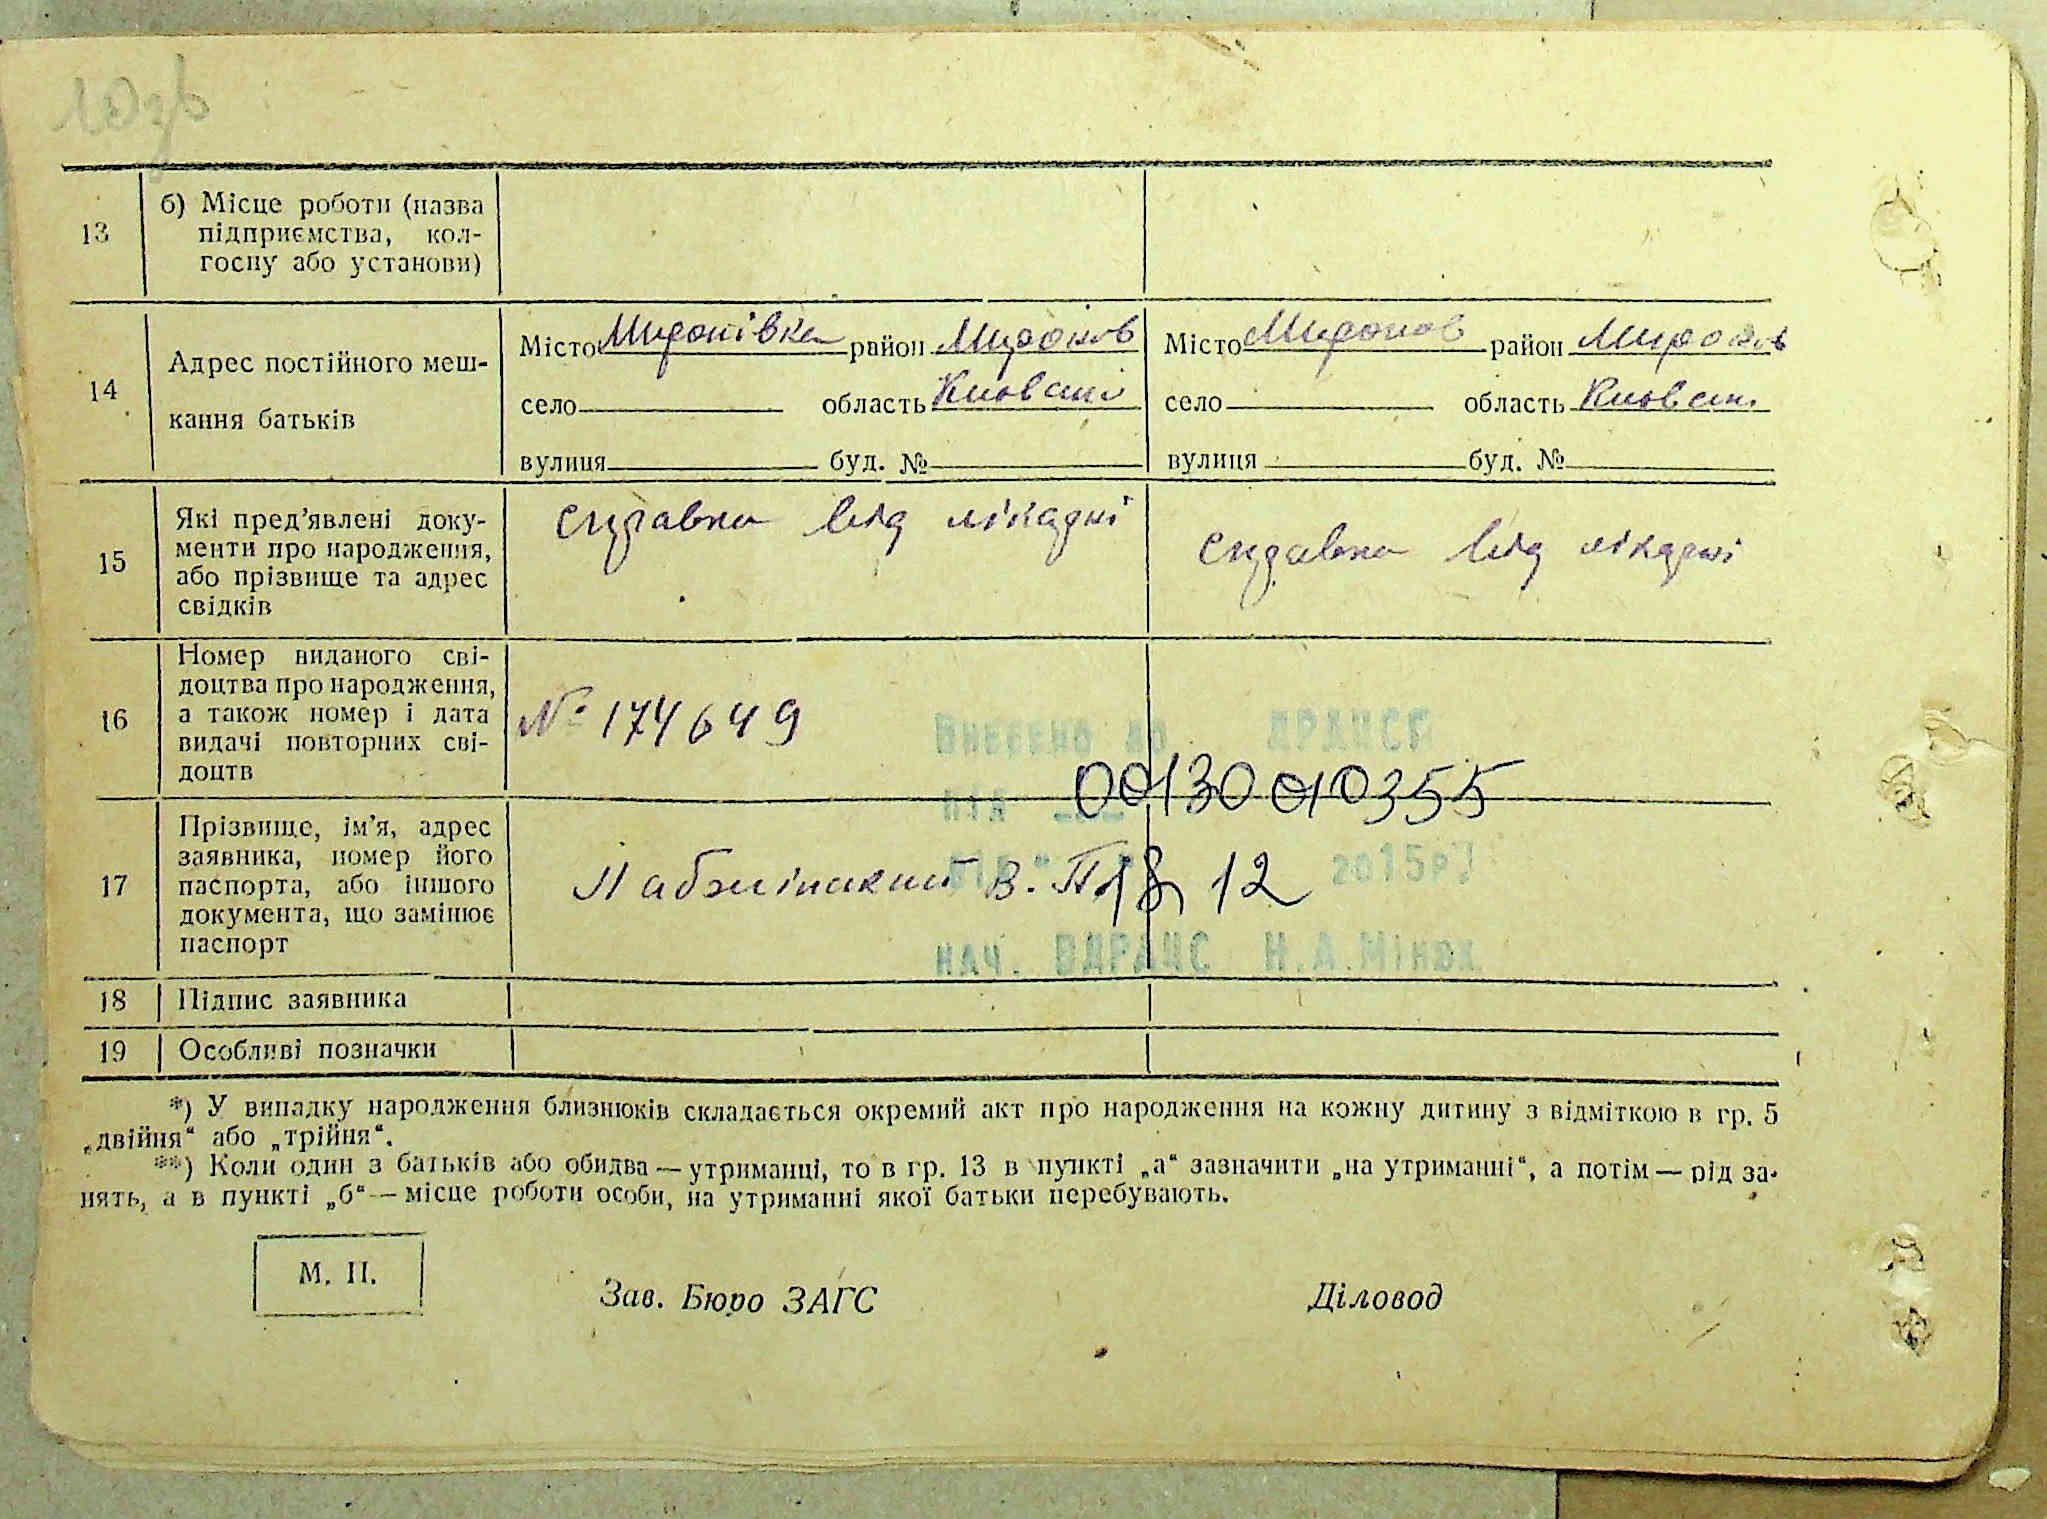 10зв
13
б) Місце роботи (назва
підприємства, кол-
госпу або установи)
14
Адрес постійного меш-
кання батьків
Місто Миронівка район Миронов
село область Киевськ
вулиця буд. №
Місто Миронов район Миронов
село область Киевськ
вулиця буд. №
15
Які пред’явлені доку-
менти про народження,
або прізвище та адрес
свідків
справка від лікарні
справка від лікарні
16
Номер виданого сві-
доцтва про народження,
а також номер і дата
видачі повторних сві-
доцтв
№ 174649
Внесено до ДРАЦСГ
під 00130010355
17
Прізвище, ім’я, адрес
заявника, номер його
паспорта, або іншого
документа, що замінює
паспорт
В. П.
18 12 2015р.
нач. ВДРАЦС Н.А.Мінюк
18 Підпис заявника
19 Особливі позначки
*) У випадку народження близнюків складається окремий акт про народження на кожну дитину з відміткою в гр. 5
„двійня“ або „трійня“.
**) Коли один з батьків або обидва — утриманці, то в гр. 13 в пункті „а“ зазначити „на утриманні“, а потім — рід за-
нять, а в пункті „б“ — місце роботи особи, на утриманні якої батьки перебувають.
М. П.
Зав. Бюро ЗАГС
Діловод